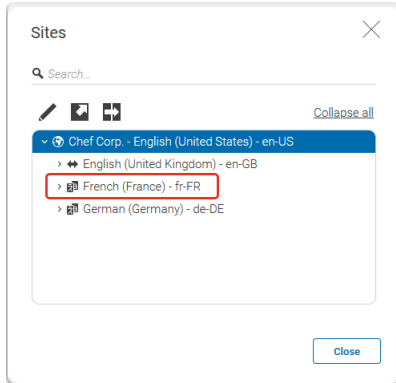 Sites
Search...
Collapse all
Chef Corp. - English (United States) - en-US
English (United Kingdom) - en-GB
French (France) - fr-FR
German (Germany) - de-DE
Close